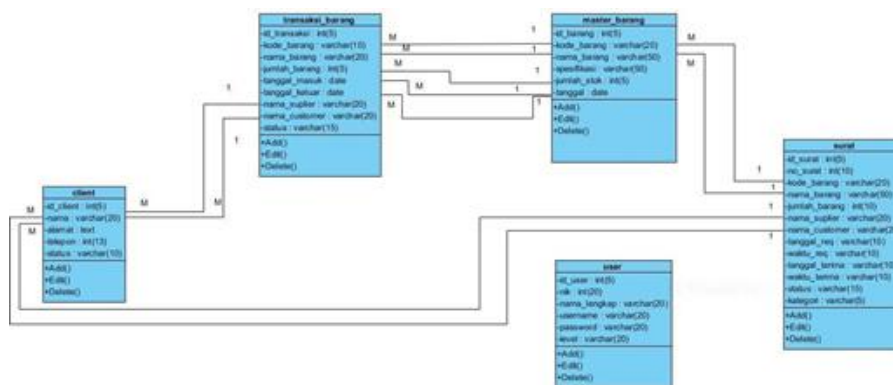 transaksi_barang
-id_transaksi : int(5)
-kode_barang : varchar(10)
-nama_barang : varchar(20)
-jumlah_barang : int(5)
-tanggal_masuk : date
-tanggal_keluar : date
-nama_suplier : varchar(20)
-nama_customer : varchar(20)
-status : varchar(15)
+Add()
+Edit()
+Delete()
M
M
M
M
M
1
1
1
1
1
master_barang
-id_barang : int(5)
-kode_barang : varchar(20)
-nama_barang : varchar(50)
-spesifikasi : varchar(50)
-jumlah_stok : int(5)
-tanggal : date
+Add()
+Edit()
+Delete()
M
M
1
1
1
1
surat
-id_surat : int(5)
-no_surat : int(10)
-kode_barang : varchar(20)
-nama_barang : varchar(50)
-jumlah_barang : int(10)
-nama_suplier : varchar(20)
-nama_customer : varchar(2
-tanggal_req : varchar(10)
-waktu_req : varchar(10)
-tanggal_terima : varchar(10
-waktu_terima : varchar(10)
-status : varchar(15)
-kategori : varchar(5)
+Add()
+Edit()
+Delete()
1
1
M
M
M
M
client
-id_client : int(5)
-nama : varchar(20)
-alamat : text
-telepon : int(13)
-status : varchar(10)
+Add()
+Edit()
+Delete()
user
-id_user : int(5)
-nik : int(20)
-nama_lengkap : varchar(20)
-username : varchar(20)
-password : varchar(20)
-level : varchar(20)
+Add()
+Edit()
+Delete()